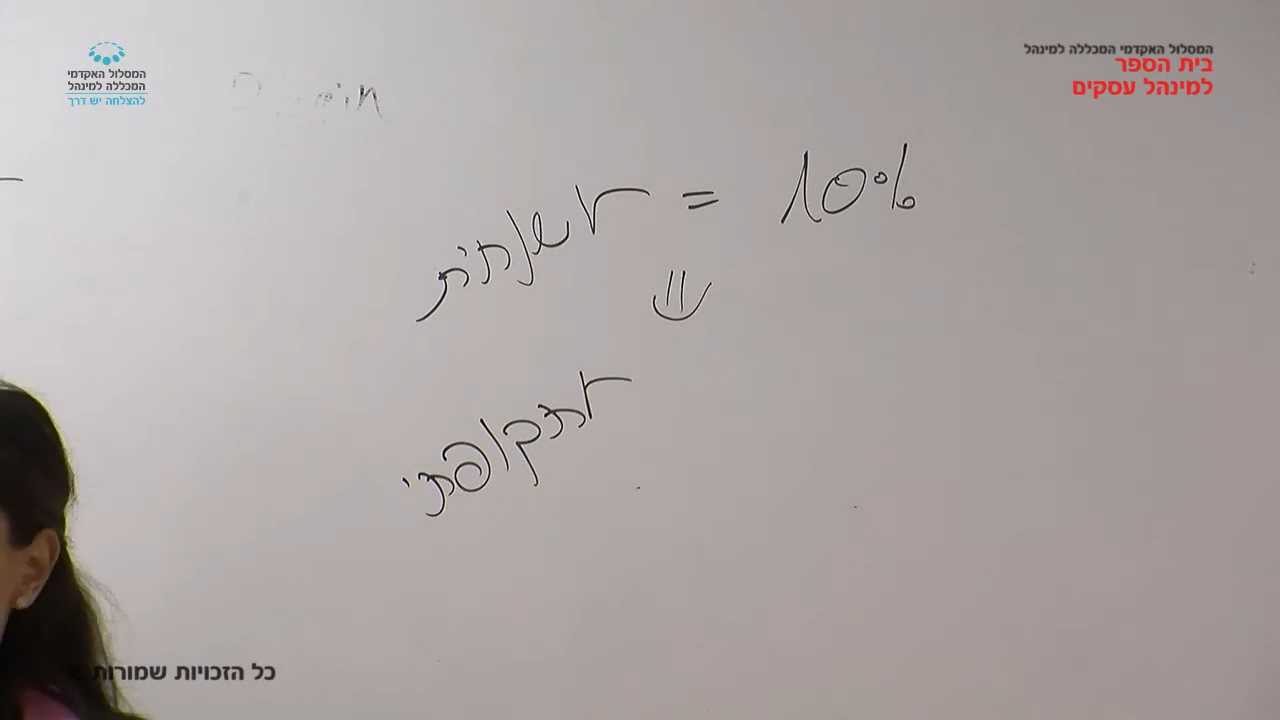 המסלול האקדמי המכללה למינהל
בית הספר
למינהל עסקים
המסלול האקדמי
המכללה למינהל
להצלחה יש דרך
r שנתית = 10%
r תקופתי
כל הזכויות שמורות